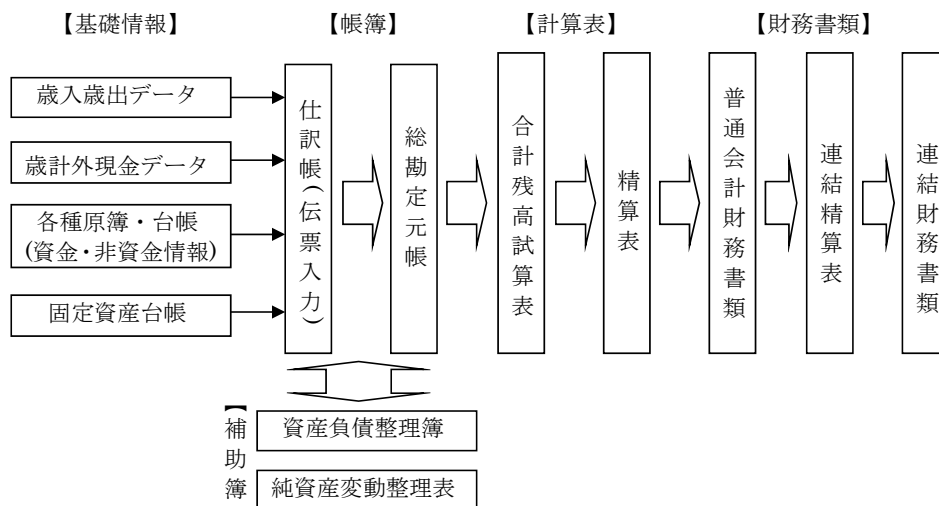 【基礎情報】
【帳簿】
【計算表】
【財務書類】
歳入歳出データ
歳計外現金データ
各種原簿・台帳
(資金・非資金情報)
固定資産台帳
仕訳帳(伝票入力)
総勘定元帳
合計残高試算表
精算表
普通会計財務書類
連結精算表
連結財務書類
【補助簿
資産負債整理簿
純資産変動整理表